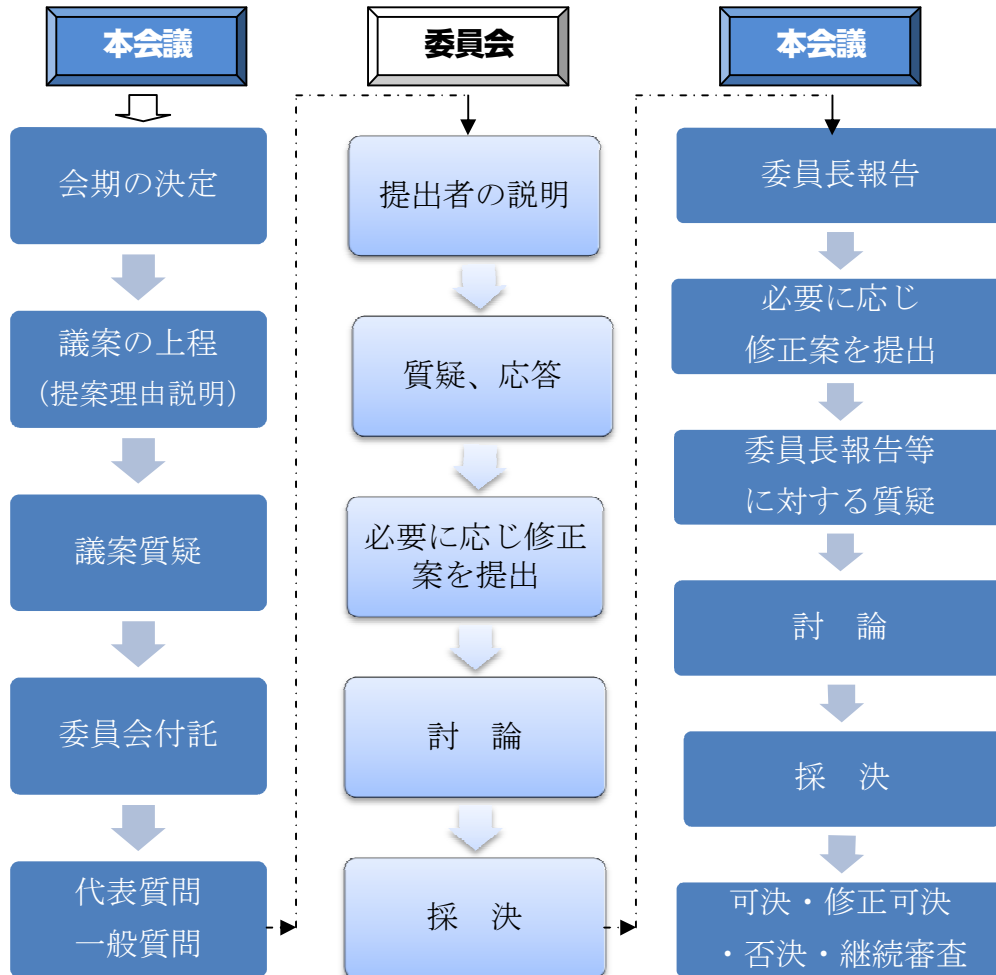 本会議
会期の決定
議案の上程
（提案理由説明）
議案質疑
委員会付託
代表質問
一般質問
委員会
提出者の説明
質疑、応答
必要に応じ修正
案を提出
討　論
採　決
本会議
委員長報告
必要に応じ
修正案を提出
委員長報告等
に対する質疑
討　論
採　決
可決・修正可決
・否決・継続審査